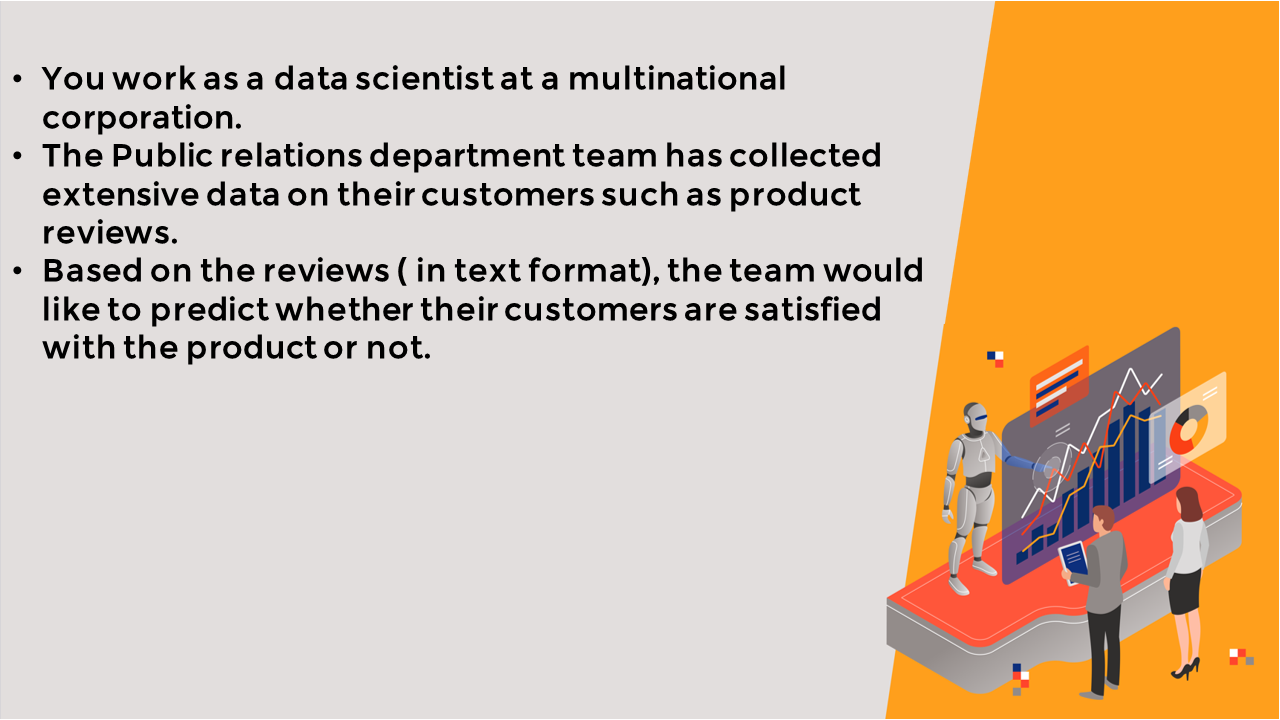 • You work as a data scientist at a multinational
corporation.
• The Public relations department team has collected
extensive data on their customers such as product
reviews.
• Based on the reviews ( in text format), the team would
like to predict whether their customers are satisfied
with the product or not.